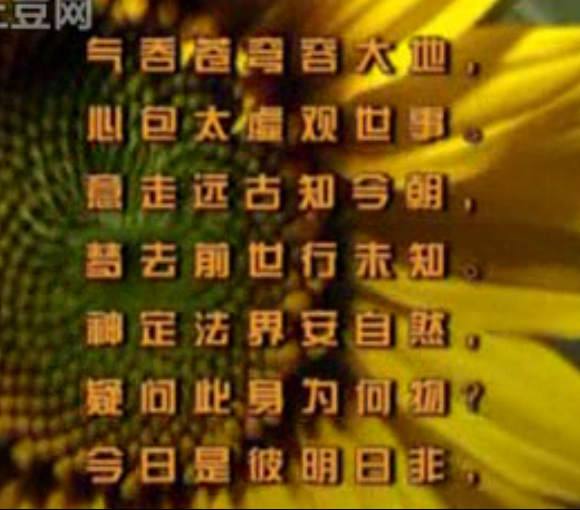 土豆网
气吞苍穹容大地，
心包太虚观世事。
意走远古知今朝，
梦去前世行未知。
神定法界安自然，
疑问此身为何物？
今日是彼明日非，